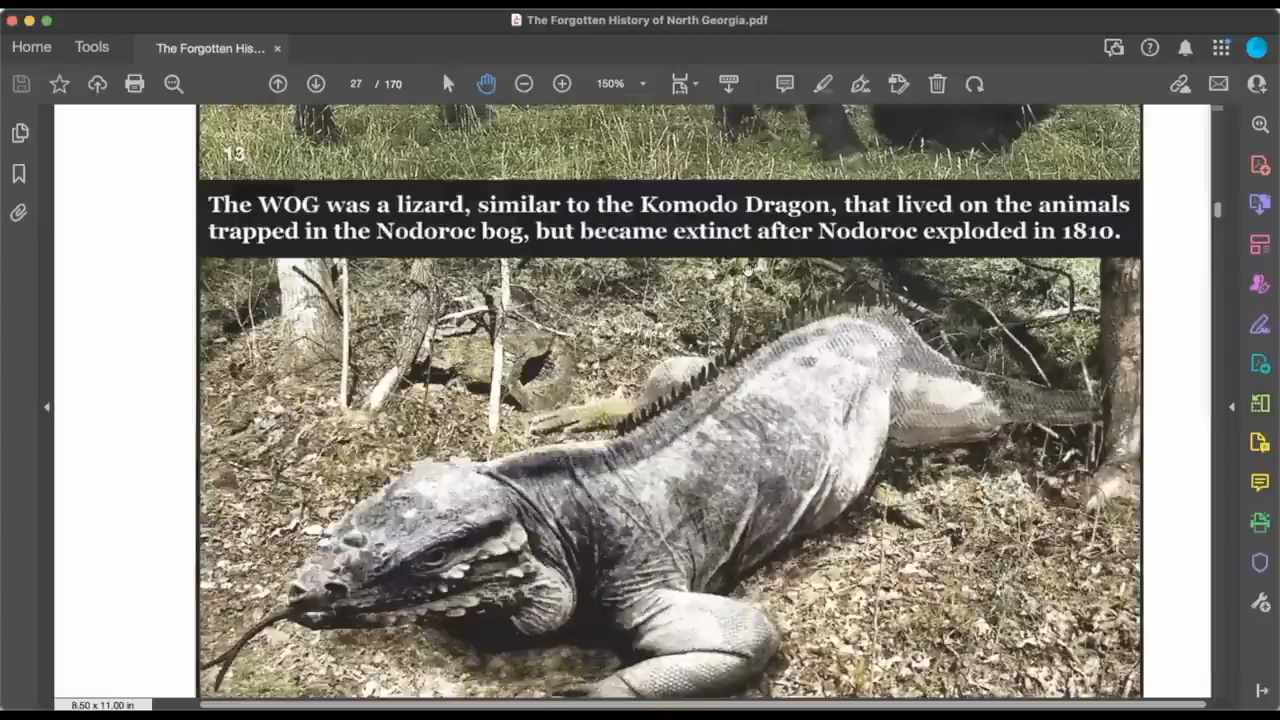 The Forgotten History of North Georgia.pdf
Home Tools The Forgotten His... ×
27 / 170 150%
13
The WOG was a lizard, similar to the Komodo Dragon, that lived on the animals
trapped in the Nodoroc bog, but became extinct after Nodoroc exploded in 1810.
8.50 x 11.00 in